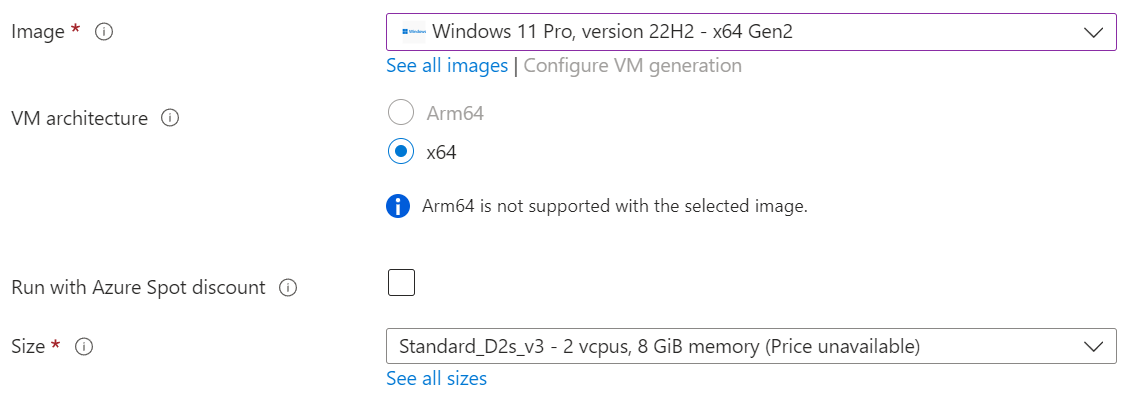 Image *
Windows 11 Pro, version 22H2 - x64 Gen2
See all images | Configure VM generation
VM architecture
Arm64
x64
Arm64 is not supported with the selected image.
Run with Azure Spot discount
Size *
Standard_D2s_v3 - 2 vcpus, 8 GiB memory (Price unavailable)
See all sizes